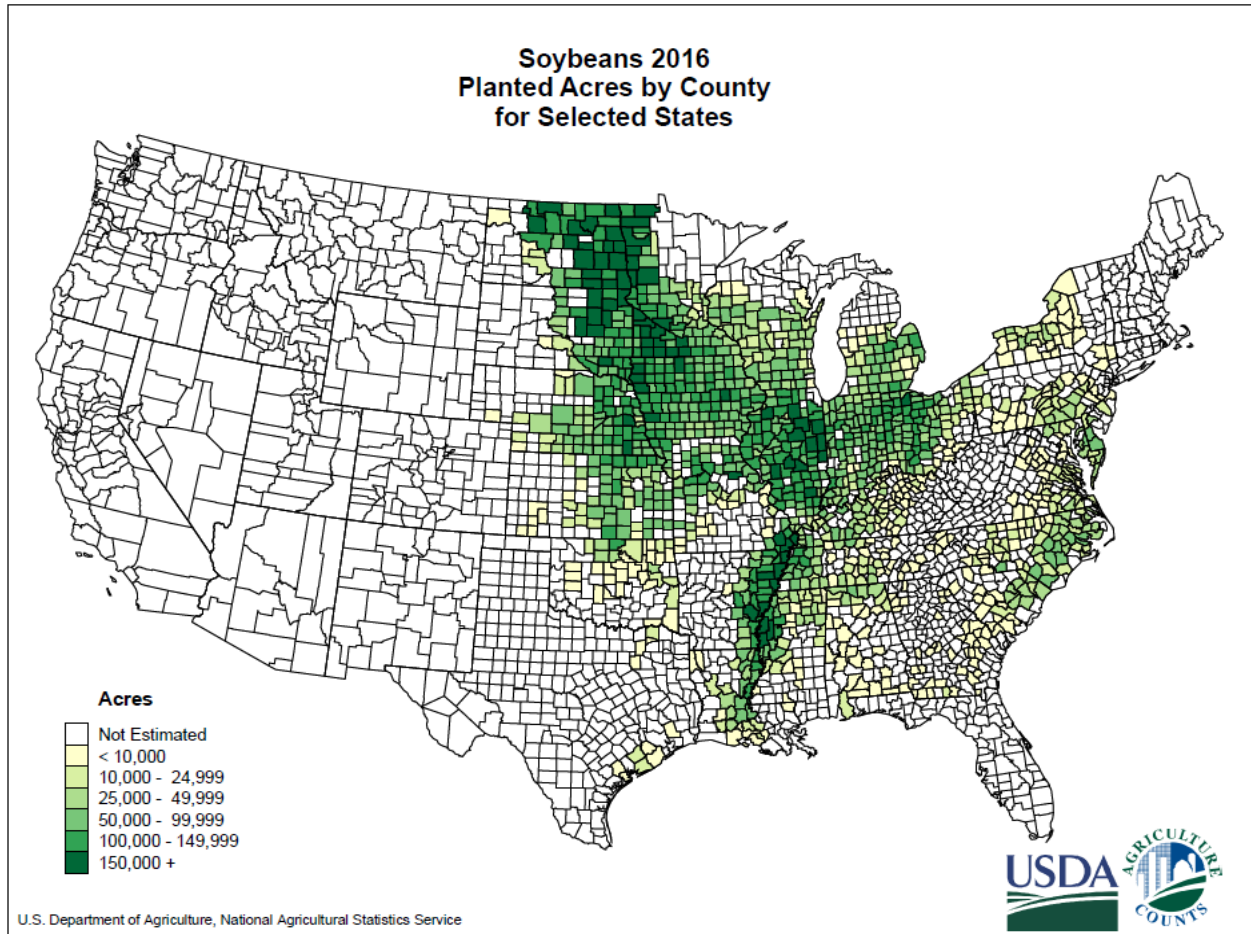 Soybeans 2016
Planted Acres by County
for Selected States
Acres
Not Estimated
< 10,000
10,000 - 24,999
25,000 - 49,999
50,000 - 99,999
100,000 - 149,999
150,000 +
USDA
AGRICULTURE
COUNTS
U.S. Department of Agriculture, National Agricultural Statistics Service